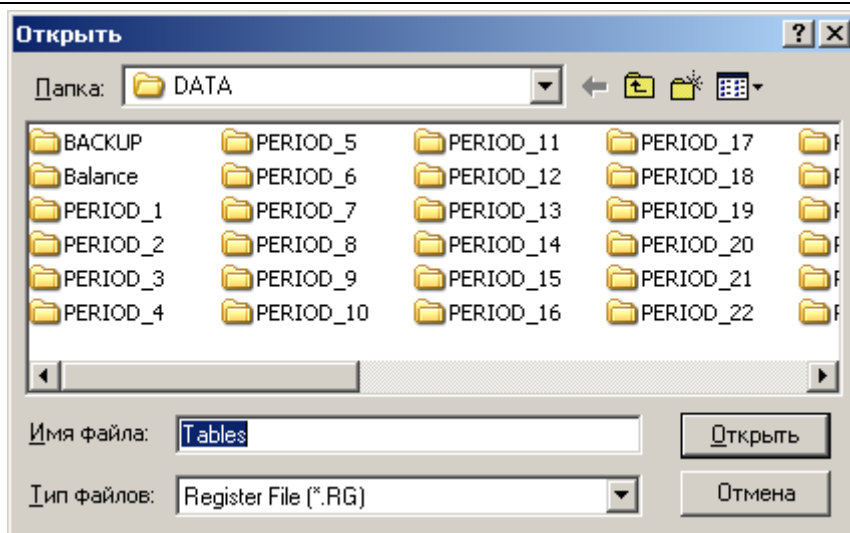 Открыть
Папка: DATA
BACKUP PERIOD_5 PERIOD_11 PERIOD_17
Balance PERIOD_6 PERIOD_12 PERIOD_18
PERIOD_1 PERIOD_7 PERIOD_13 PERIOD_19
PERIOD_2 PERIOD_8 PERIOD_14 PERIOD_20
PERIOD_3 PERIOD_9 PERIOD_15 PERIOD_21
PERIOD_4 PERIOD_10 PERIOD_16 PERIOD_22
Имя файла: Tables Открыть
Тип файлов: Register File (*.RG) Отмена